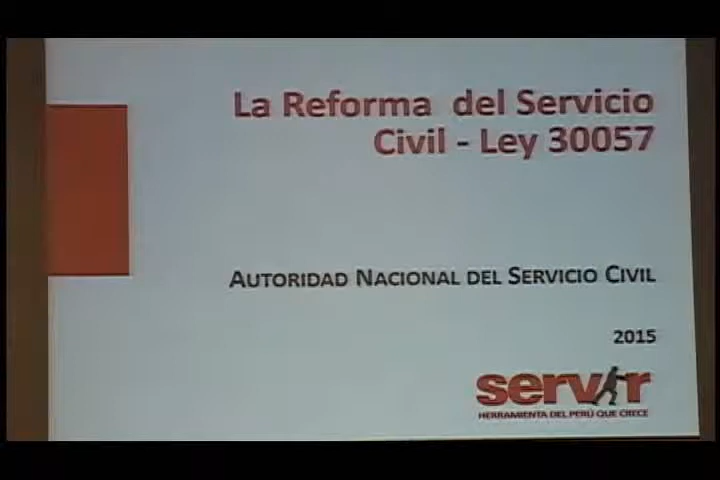 La Reforma del Servicio
Civil - Ley 30057
AUTORIDAD NACIONAL DEL SERVICIO CIVIL
2015
servir
HERRAMIENTA DEL PERÚ QUE CRECE